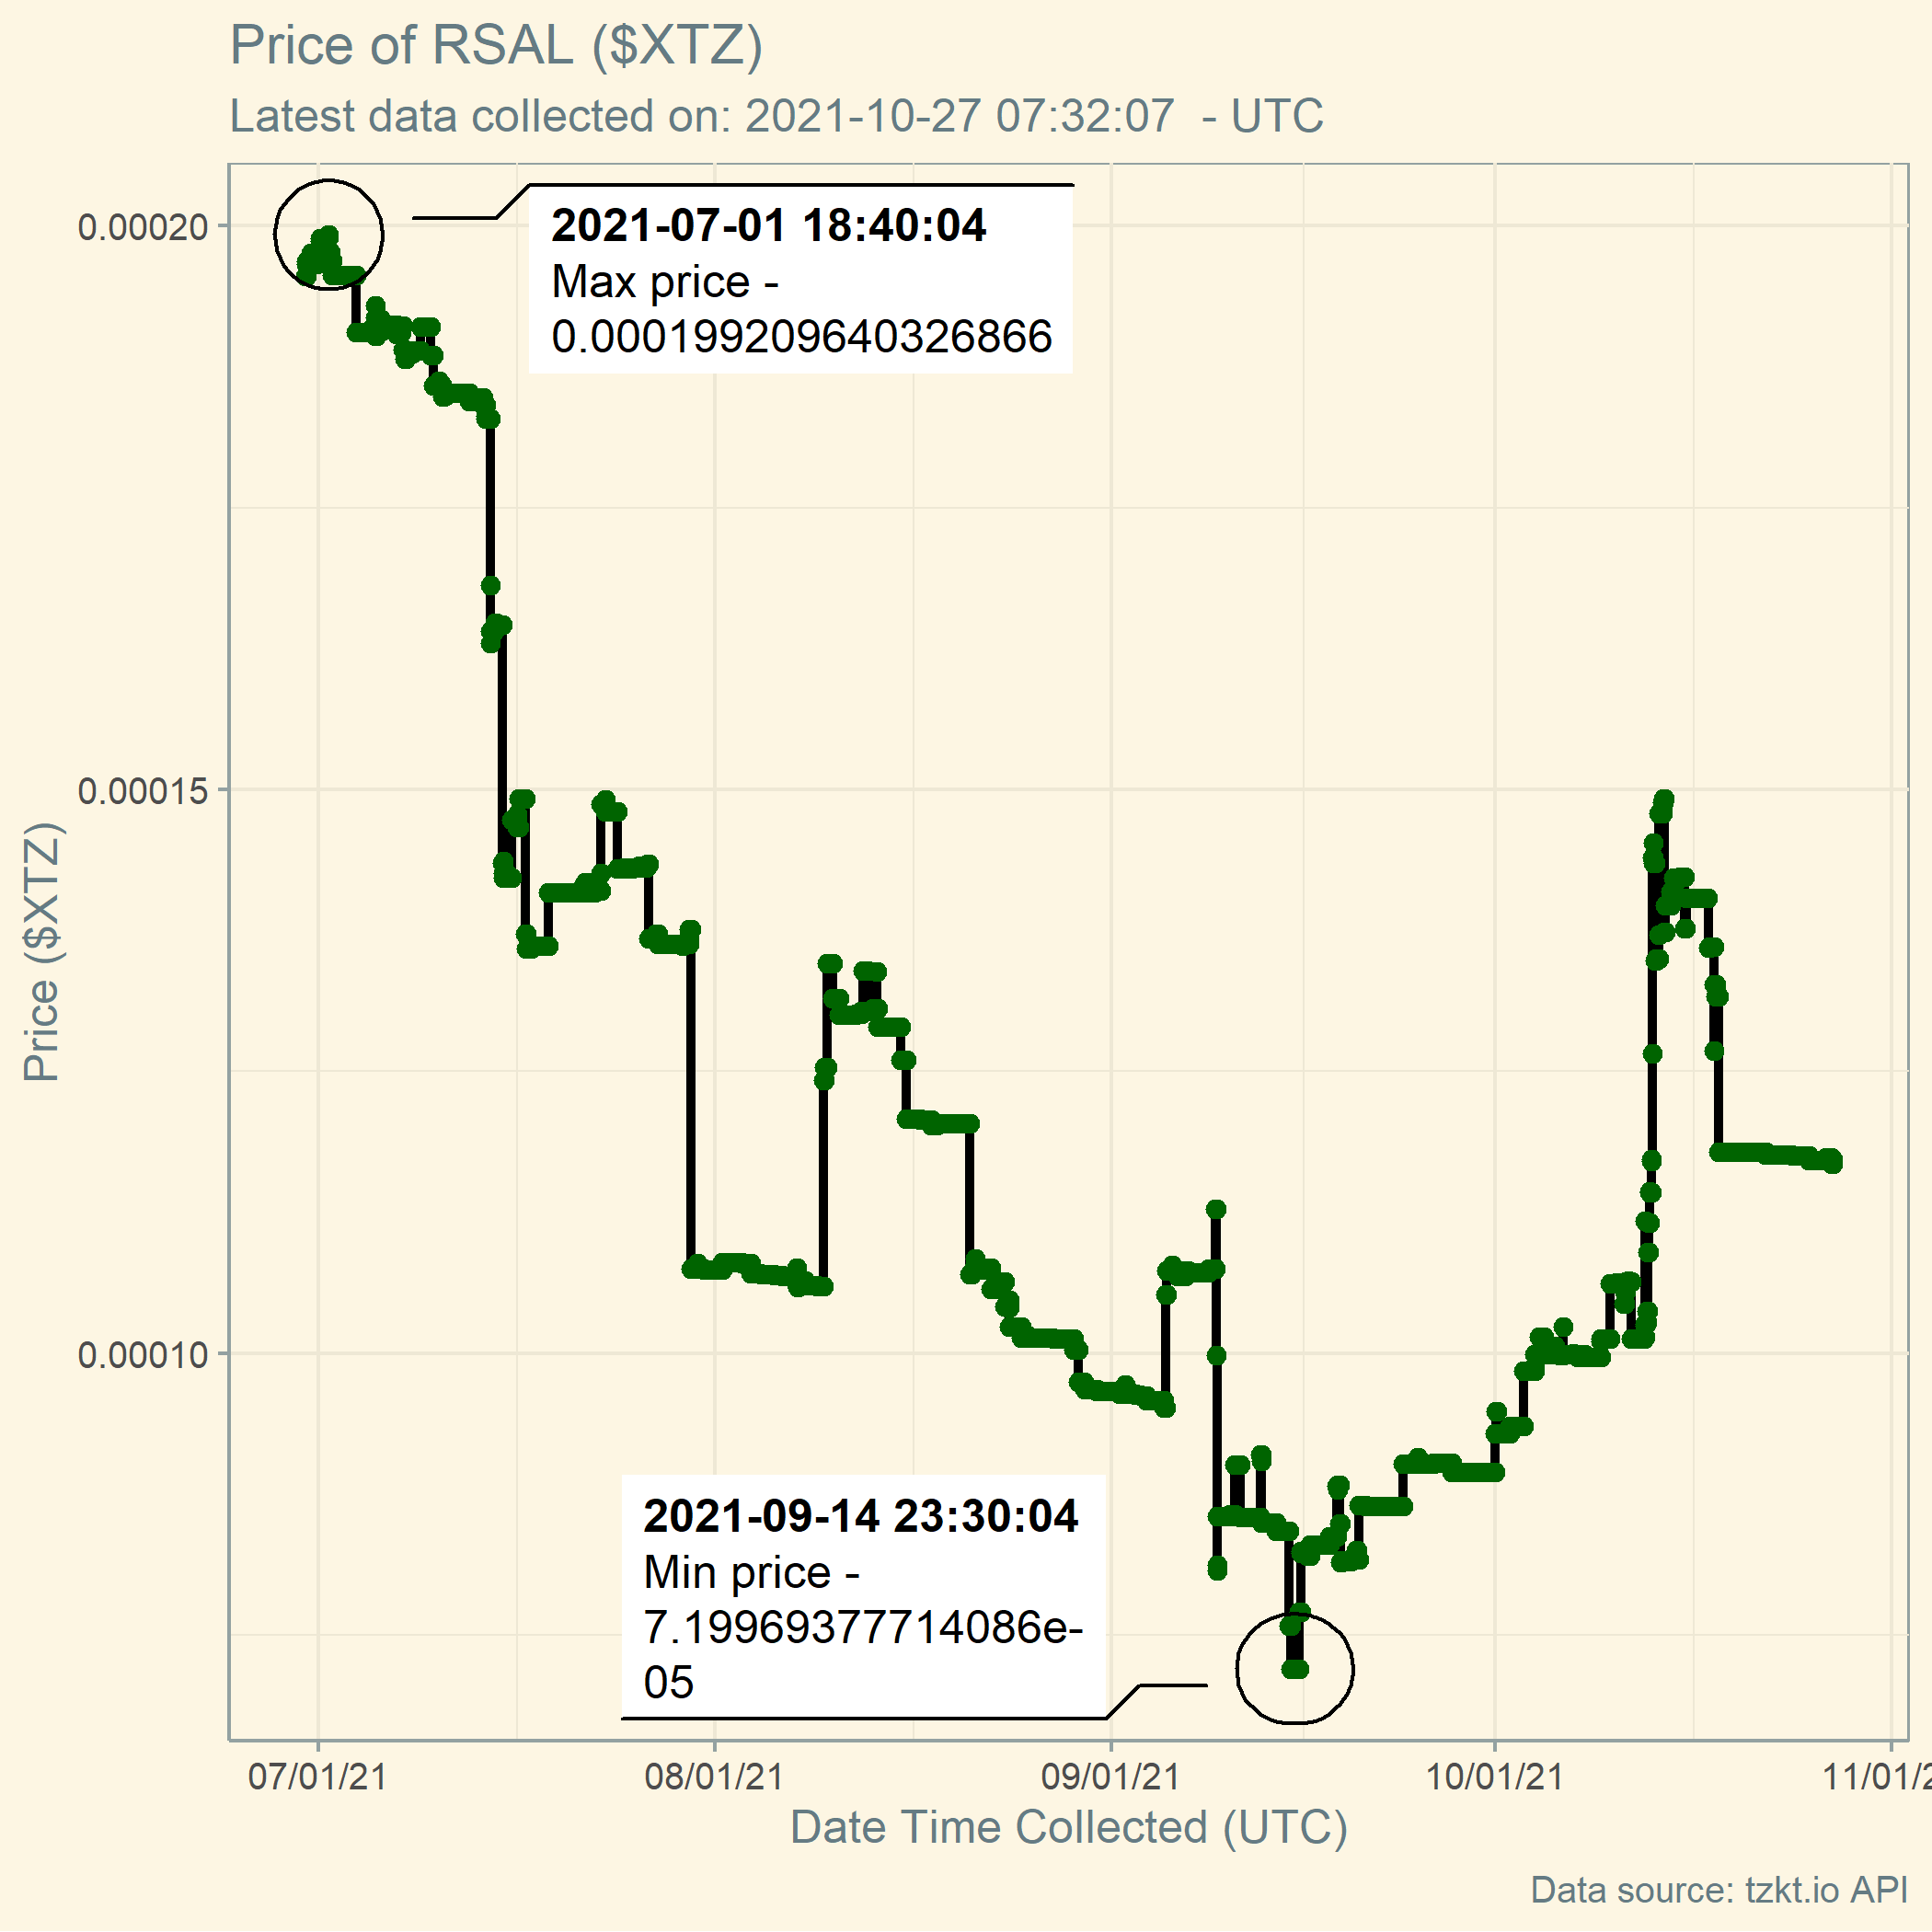 Price of RSAL ($XTZ)
Latest data collected on: 2021-10-27 07:32:07  - UTC
2021-07-01 18:40:04
Max price -
0.000199209640326866
0.00020
0.00015
0.00010
Price ($XTZ)
2021-09-14 23:30:04
Min price -
7.19969377714086e-
05
07/01/21
08/01/21
09/01/21
10/01/21
11/01/2
Date Time Collected (UTC)
Data source: tzkt.io API